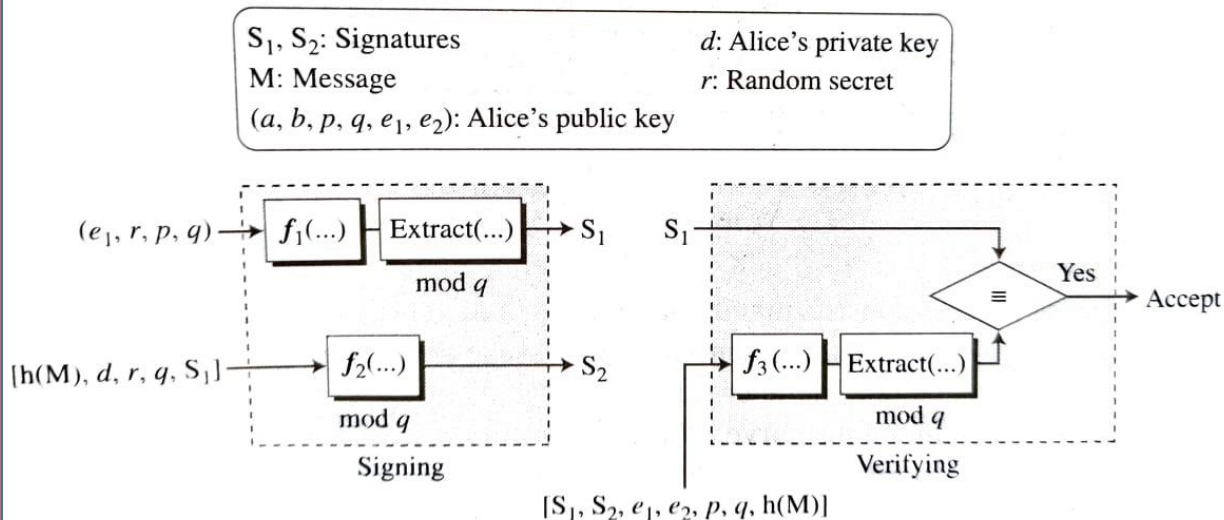 S₁, S₂: Signatures
d: Alice's private key
M: Message
r: Random secret
(a, b, p, q, e₁, e₂): Alice's public key
(e₁, r, p, q)
f₁(...)
Extract(...)
mod q
S₁
[h(M), d, r, q, S₁]
f₂(...)
mod q
S₂
Signing
S₁
≡
Yes
Accept
f₃(...)
Extract(...)
mod q
Verifying
[S₁, S₂, e₁, e₂, p, q, h(M)]